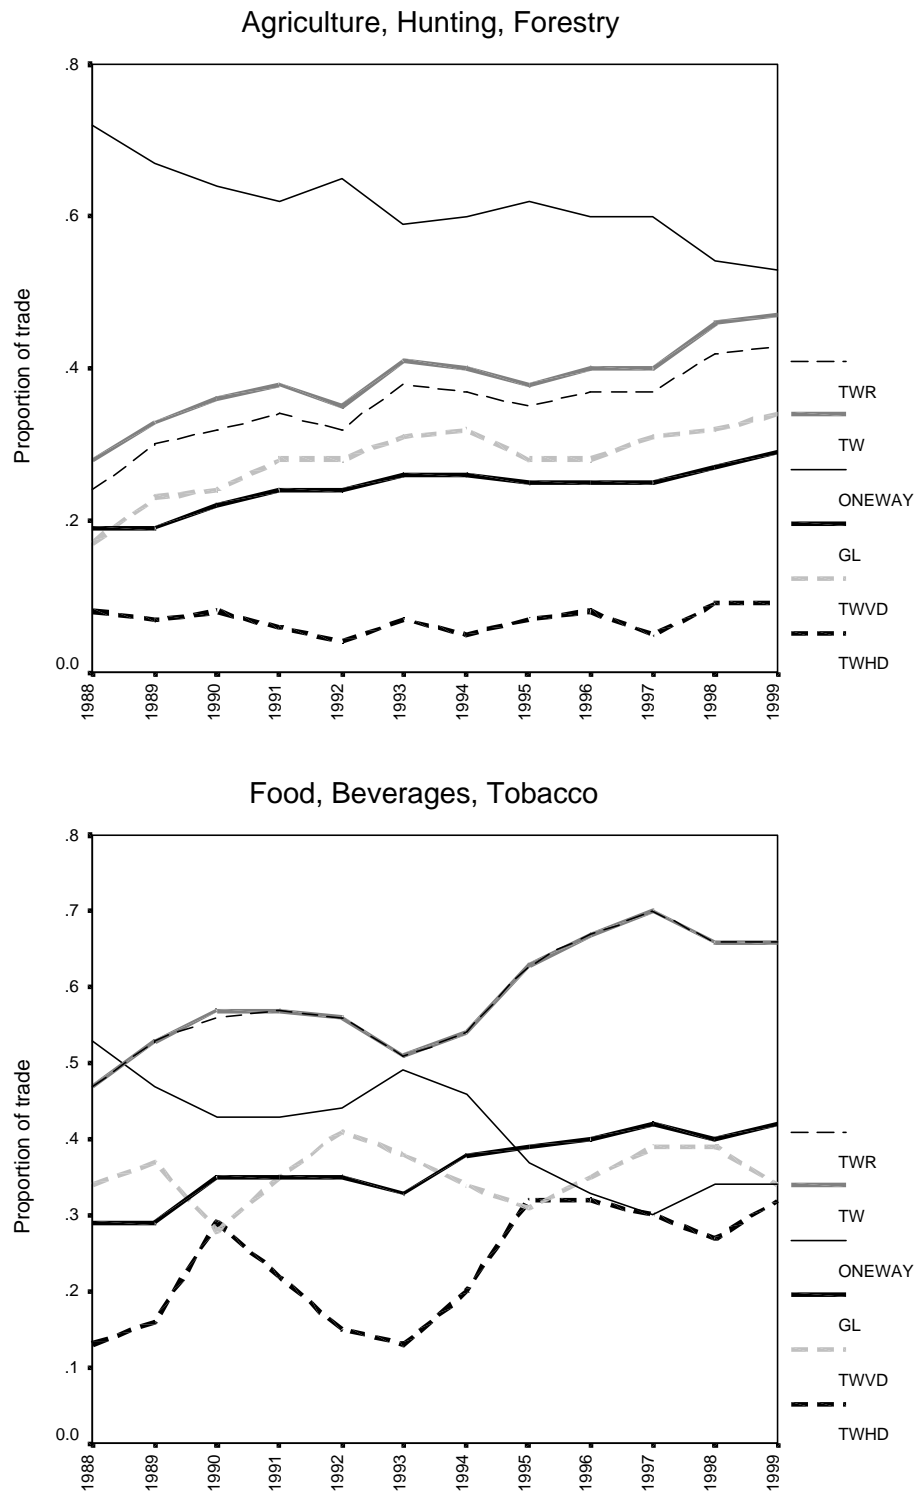 Agriculture, Hunting, Forestry
.8
.6
.4
.2
0.0
Proportion of trade
1988
1989
1990
1991
1992
1993
1994
1995
1996
1997
1998
1999
TWR
TW
ONEWAY
GL
TWVD
TWHD
Food, Beverages, Tobacco
.8
.7
.6
.5
.4
.3
.2
.1
0.0
Proportion of trade
1988
1989
1990
1991
1992
1993
1994
1995
1996
1997
1998
1999
TWR
TW
ONEWAY
GL
TWVD
TWHD